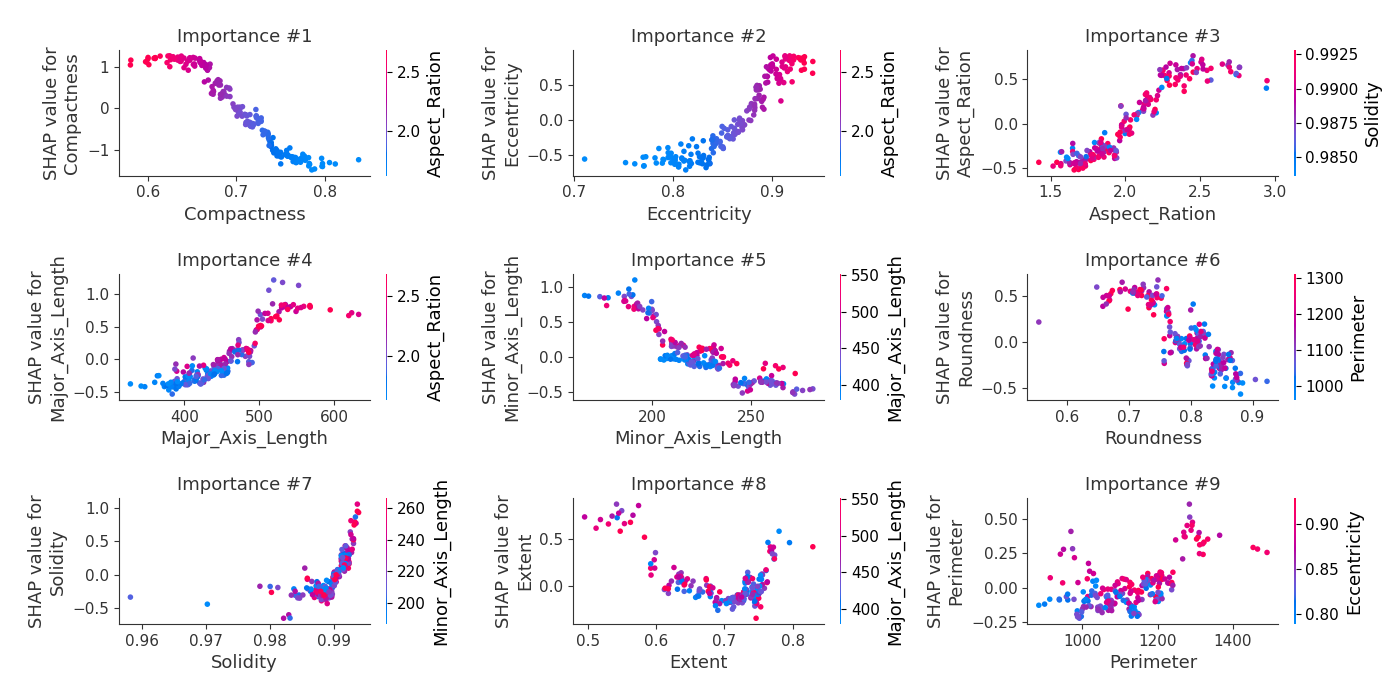 Importance #1
SHAP value for
Compactness
1
0
−1
0.6
0.7
0.8
Compactness
2.5
2.0
Aspect_Ration
Importance #2
SHAP value for
Eccentricity
0.5
0.0
−0.5
0.7
0.8
0.9
Eccentricity
2.5
2.0
Aspect_Ration
Importance #3
SHAP value for
Aspect_Ration
0.5
0.0
−0.5
1.5
2.0
2.5
3.0
Aspect_Ration
0.9925
0.9900
0.9875
0.9850
Solidity
Importance #4
SHAP value for
Major_Axis_Length
1.0
0.5
0.0
−0.5
400
500
600
Major_Axis_Length
2.5
2.0
Aspect_Ration
Importance #5
SHAP value for
Minor_Axis_Length
1.0
0.5
0.0
−0.5
200
250
Minor_Axis_Length
550
500
450
400
Major_Axis_Length
Importance #6
SHAP value for
Roundness
0.5
0.0
−0.5
0.6
0.7
0.8
0.9
Roundness
1300
1200
1100
1000
Perimeter
Importance #7
SHAP value for
Solidity
1.0
0.5
0.0
−0.5
0.96
0.97
0.98
0.99
Solidity
260
240
220
200
Minor_Axis_Length
Importance #8
SHAP value for
Extent
0.5
0.0
0.5
0.6
0.7
0.8
Extent
550
500
450
400
Major_Axis_Length
Importance #9
SHAP value for
Perimeter
0.50
0.25
0.00
−0.25
1000
1200
1400
Perimeter
0.90
0.85
0.80
Eccentricity